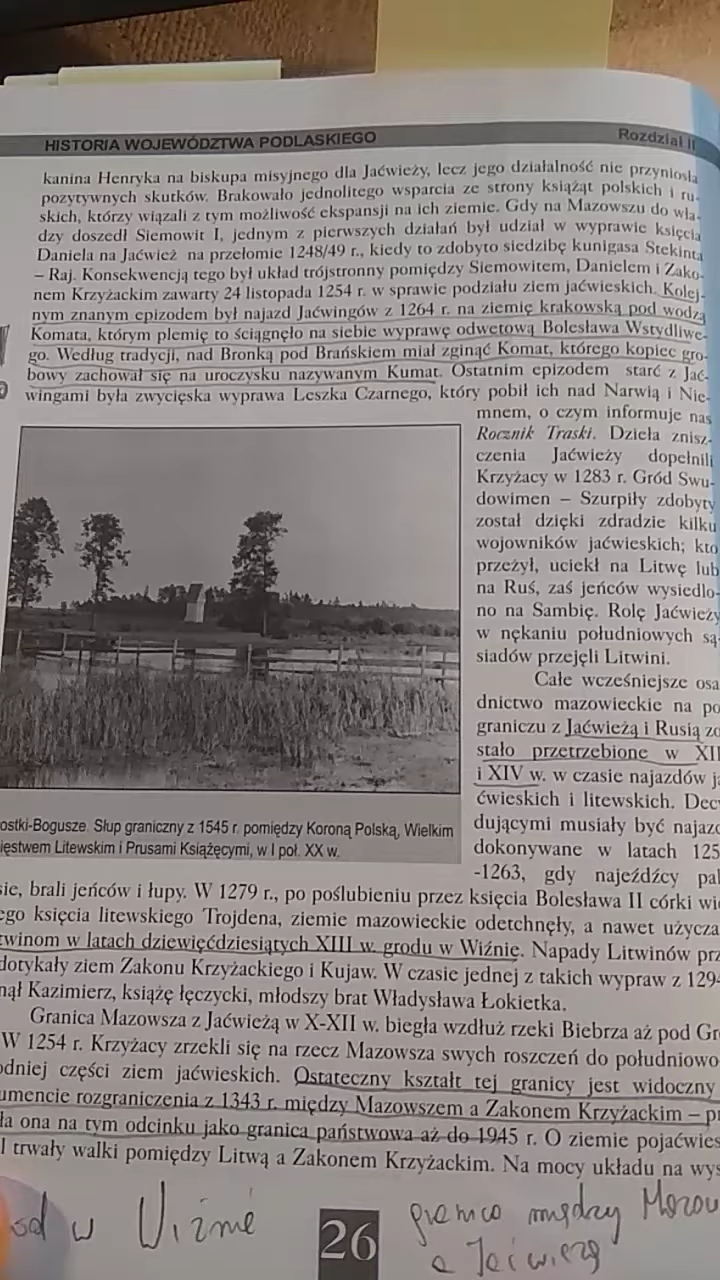 HISTORIA WOJEWÓDZTWA PODLASKIEGO
Rozdział II
kanina Henryka na biskupa misyjnego dla Jaćwieży, lecz jego działalność nie przyniosła
pozytywnych skutków. Brakowało jednolitego wsparcia ze strony książąt polskich i ru-
skich, którzy wiązali z tym możliwość ekspansji na ich ziemie. Gdy na Mazowszu do wła-
dzy doszedł Siemowit I, jednym z pierwszych działań był udział w wyprawie księcia
Daniela na Jaćwież na przełomie 1248/49 r., kiedy to zdobyto siedzibę kunigasa Stekinta
– Raj. Konsekwencją tego był układ trójstronny pomiędzy Siemowitem, Danielem i Zako-
nem Krzyżackim zawarty 24 listopada 1254 r. w sprawie podziału ziem jaćwieskich. Kolej-
nym znanym epizodem był najazd Jaćwingów z 1264 r. na ziemię krakowską pod wodzą
Komata, którym plemię to ściągnęło na siebie wyprawę odwetową Bolesława Wstydliwe-
go. Według tradycji, nad Bronką pod Brańskiem miał zginąć Komat, którego kopiec gro-
bowy zachował się na uroczysku nazywanym Kumat. Ostatnim epizodem starć z Jać-
wingami była zwycięska wyprawa Leszka Czarnego, który pobił ich nad Narwią i Nie-
mnem, o czym informuje nas
Rocznik Traski. Dzieła znisz-
czenia Jaćwieży dopełnili
Krzyżacy w 1283 r. Gród Swu-
dowimen – Szurpiły zdobyty
został dzięki zdradzie kilku
wojowników jaćwieskich; kto
przeżył, uciekł na Litwę lub
na Ruś, zaś jeńców wysiedlo-
no na Sambię. Rolę Jaćwieży
w nękaniu południowych są-
siadów przejęli Litwini.
Całe wcześniejsze osa
dnictwo mazowieckie na po
graniczu z Jaćwieżą i Rusią zo
stało przetrzebione w XII
i XIV w. w czasie najazdów ja
ćwieskich i litewskich. Decy
dującymi musiały być najazd
dokonywane w latach 125
-1263, gdy najeźdźcy pal
ostki-Bogusze. Słup graniczny z 1545 r. pomiędzy Koroną Polską, Wielkim
ięstwem Litewskim i Prusami Książęcymi, w I poł. XX w.
sie, brali jeńców i łupy. W 1279 r., po poślubieniu przez księcia Bolesława II córki wie
ego księcia litewskiego Trojdena, ziemie mazowieckie odetchnęły, a nawet użycza
twinom w latach dziewięćdziesiątych XIII w. grodu w Wiźnie. Napady Litwinów prz
dotykały ziem Zakonu Krzyżackiego i Kujaw. W czasie jednej z takich wypraw z 1294
nął Kazimierz, książę łęczycki, młodszy brat Władysława Łokietka.
Granica Mazowsza z Jaćwieżą w X-XII w. biegła wzdłuż rzeki Biebrza aż pod Gr
W 1254 r. Krzyżacy zrzekli się na rzecz Mazowsza swych roszczeń do południowo
odniej części ziem jaćwieskich. Ostateczny kształt tej granicy jest widoczny
umencie rozgraniczenia z 1343 r. między Mazowszem a Zakonem Krzyżackim – pr
ła ona na tym odcinku jako granica państwowa aż do 1945 r. O ziemie pojaćwies
l trwały walki pomiędzy Litwą a Zakonem Krzyżackim. Na mocy układu na wys
od w Wiźnie
26
granica między Mazow
a Jaćwieżą